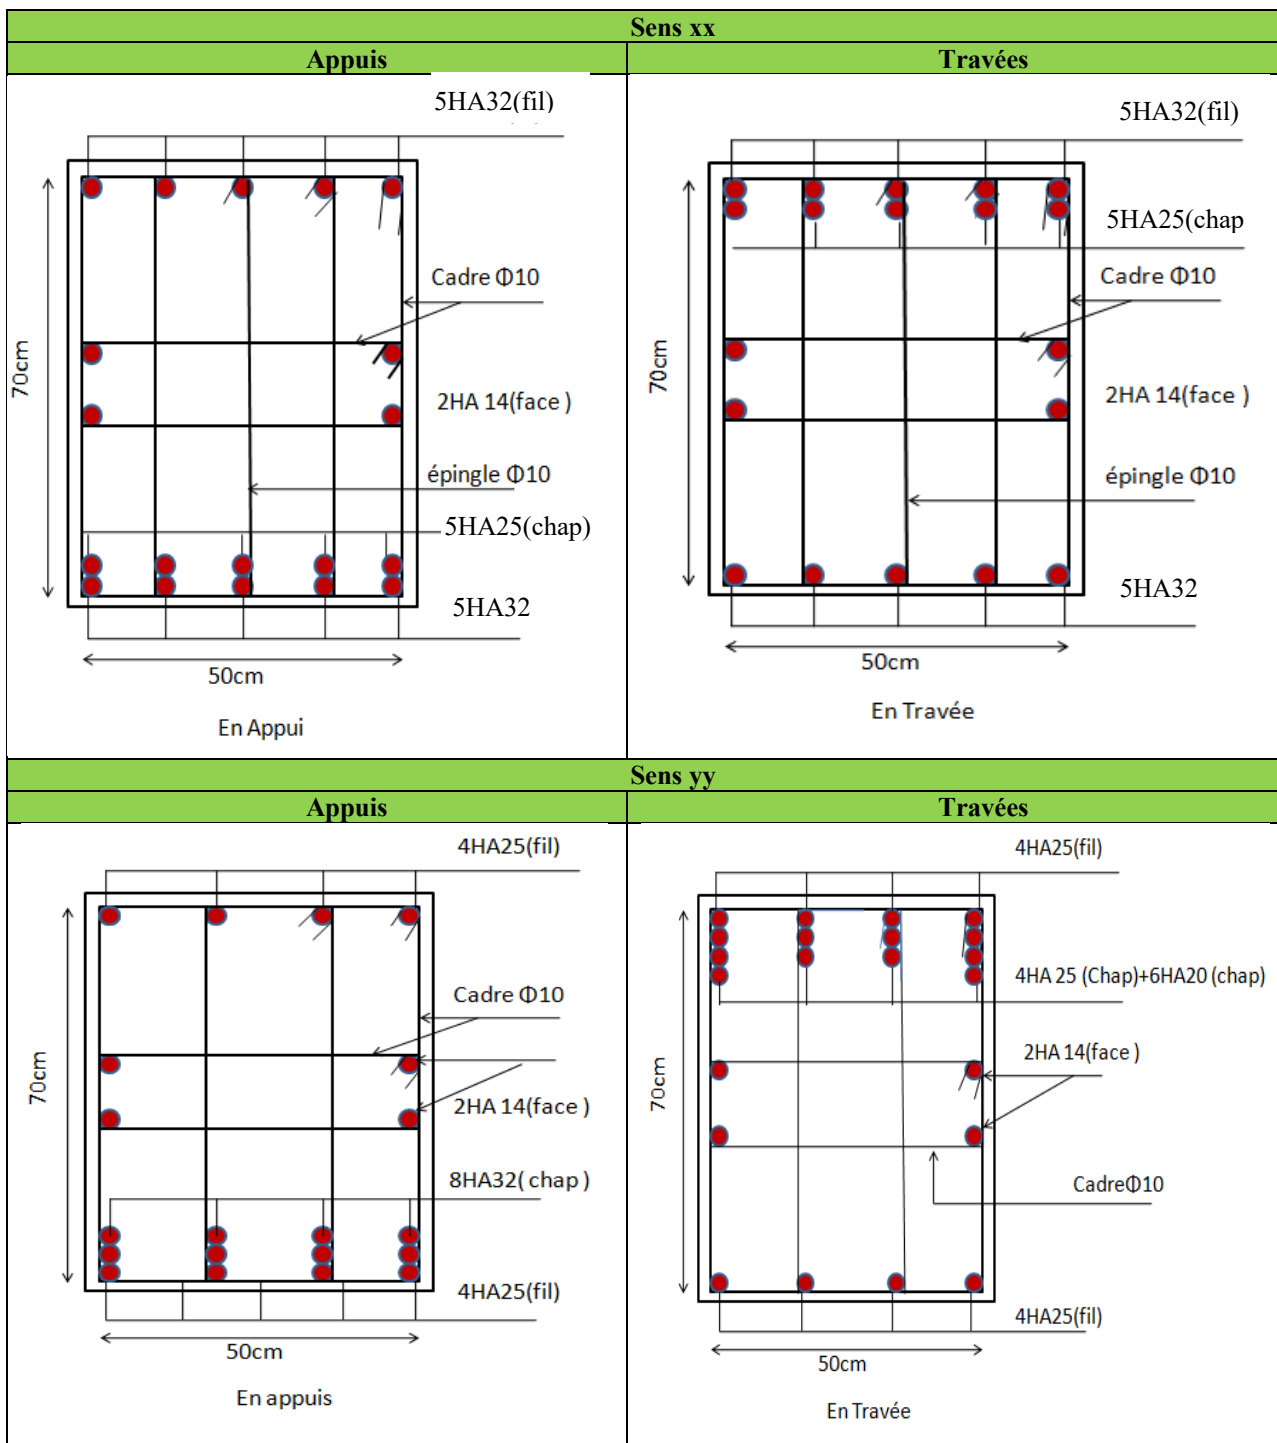 Sens xx
Appuis
Travées
5HA32(fil)
Cadre Φ10
70cm
2HA 14(face )
épingle Φ10
5HA25(chap)
5HA32
50cm
En Appui
5HA32(fil)
5HA25(chap
Cadre Φ10
70cm
2HA 14(face )
épingle Φ10
5HA32
50cm
En Travée
Sens yy
Appuis
Travées
4HA25(fil)
Cadre Φ10
70cm
2HA 14(face )
8HA32( chap )
4HA25(fil)
50cm
En appuis
4HA25(fil)
4HA 25 (Chap)+6HA20 (chap)
2HA 14(face )
70cm
CadreΦ10
4HA25(fil)
50cm
En Travée